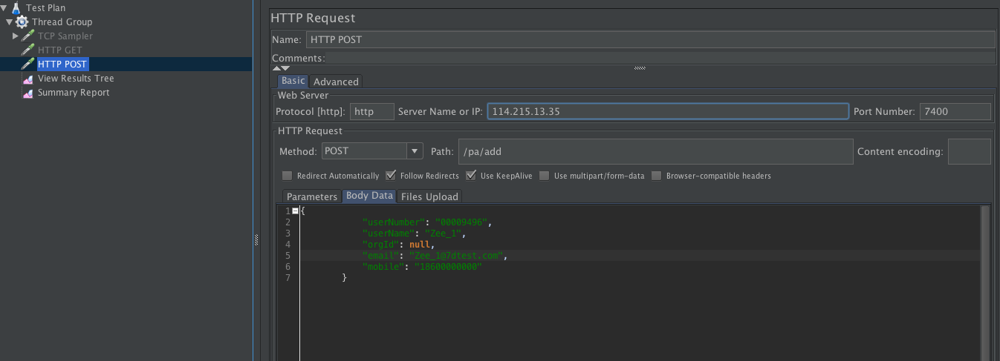 Test Plan
Thread Group
TCP Sampler
HTTP GET
HTTP POST
View Results Tree
Summary Report
HTTP Request
Name: HTTP POST
Comments:
Basic Advanced
Web Server
Protocol [http]: http Server Name or IP: 114.215.13.35 Port Number: 7400
HTTP Request
Method: POST Path: /pa/add Content encoding:
Redirect Automatically Follow Redirects Use KeepAlive Use multipart/form-data Browser-compatible headers
Parameters Body Data Files Upload
1 {
2 "userNumber": "00009496",
3 "userName": "Zee_1",
4 "orgId": null,
5 "email": "Zee_1@7dtest.com",
6 "mobile": "18600000000"
7 }